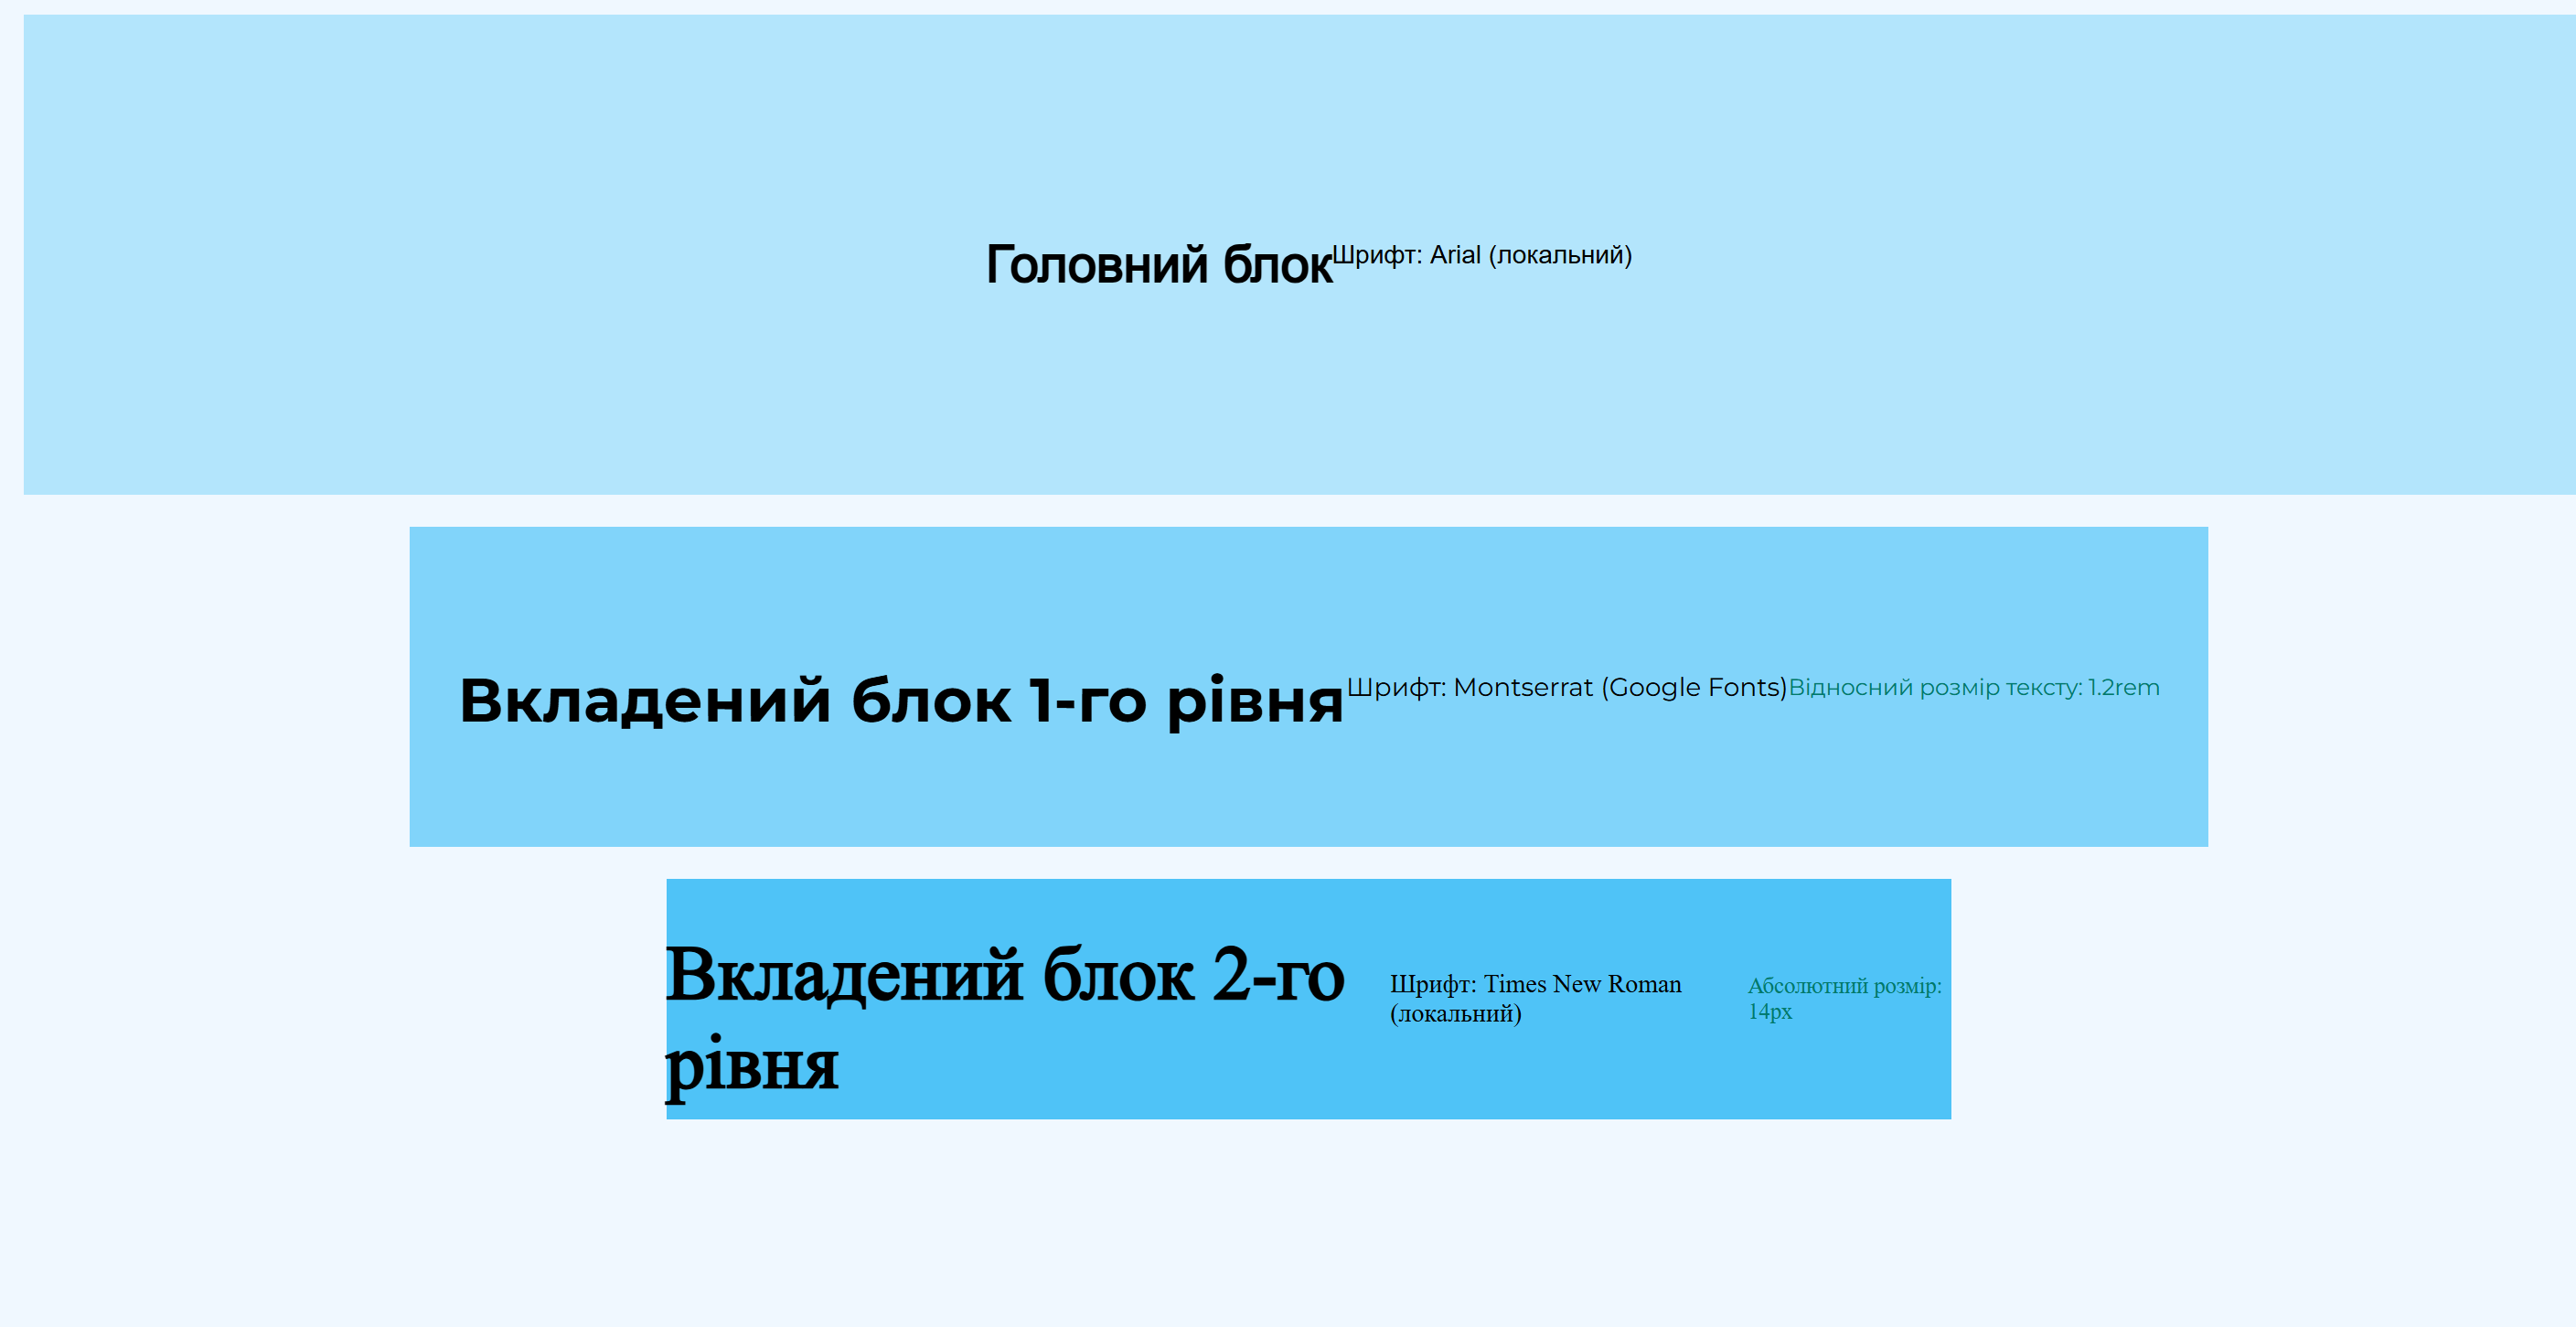 Головний блок
Шрифт: Arial (локальний)
Вкладений блок 1-го рівня
Шрифт: Montserrat (Google Fonts)
Відносний розмір тексту: 1.2rem
Вкладений блок 2-го
рівня
Шрифт: Times New Roman
(локальний)
Абсолютний розмір:
14px